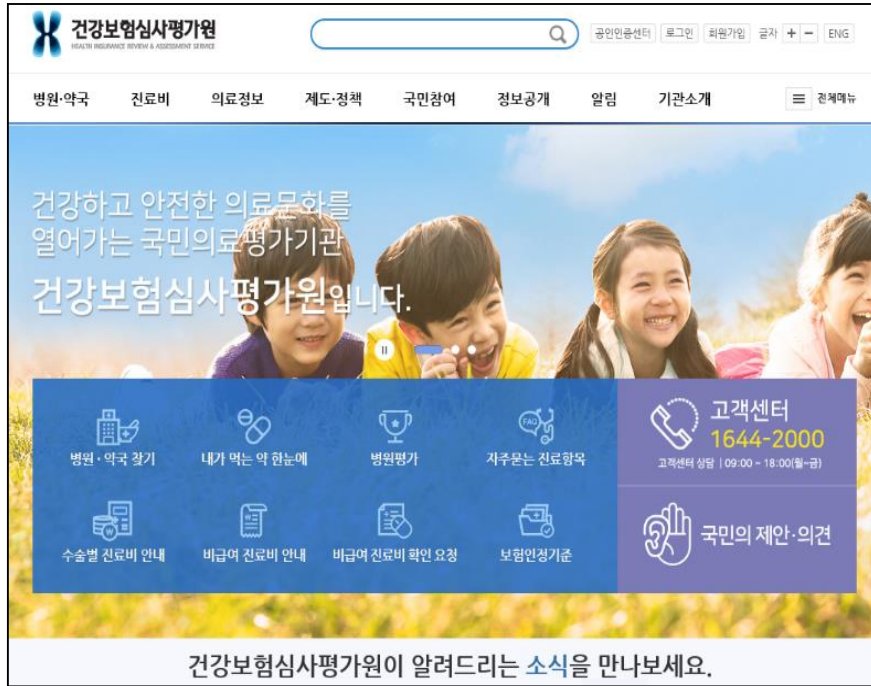 건강보험심사평가원
HEALTH INSURANCE REVIEW & ASSESSMENT SERVICE
공인인증센터 로그인 회원가입 글자 + - ENG
병원·약국 진료비 의료정보 제도·정책 국민참여 정보공개 알림 기관소개 전체메뉴
건강하고 안전한 의료문화를
열어가는 국민의료평가기관
건강보험심사평가원입니다.
병원·약국 찾기 내가 먹는 약 한눈에 병원평가 FAQ 자주묻는 진료항목
고객센터
1644-2000
고객센터 상담 | 09:00 ~ 18:00(월~금)
수술별 진료비 안내 비급여 진료비 안내 비급여 진료비 확인 요청 보험인정기준
국민의 제안·의견
건강보험심사평가원이 알려드리는 소식을 만나보세요.